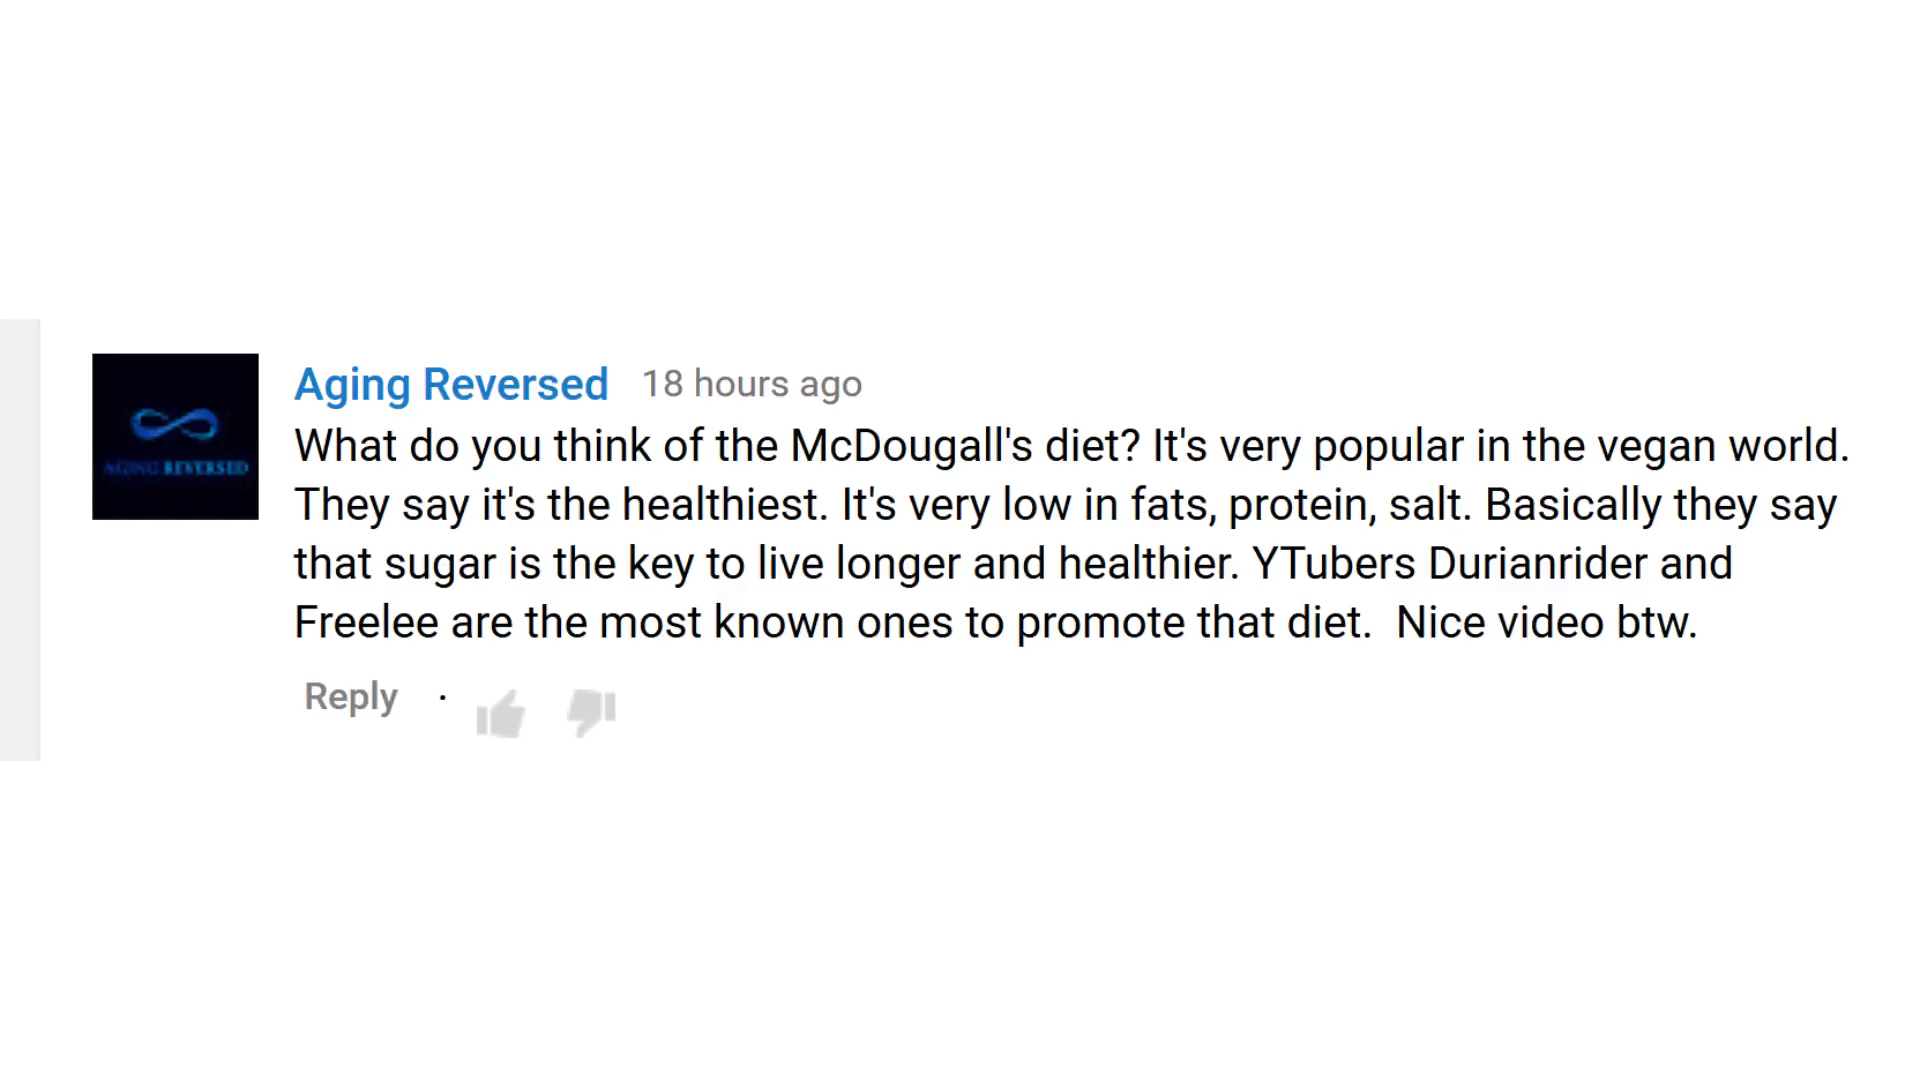 AGING REVERSED
Aging Reversed 18 hours ago
What do you think of the McDougall's diet? It's very popular in the vegan world.
They say it's the healthiest. It's very low in fats, protein, salt. Basically they say
that sugar is the key to live longer and healthier. YTubers Durianrider and
Freelee are the most known ones to promote that diet.  Nice video btw.
Reply ·